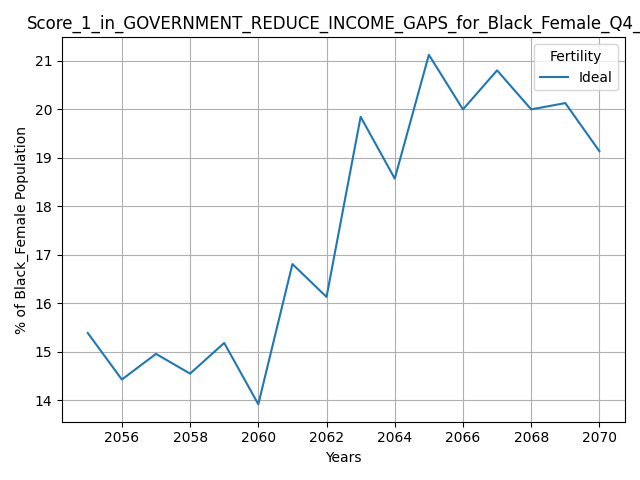 Score_1_in_GOVERNMENT_REDUCE_INCOME_GAPS_for_Black_Female_Q4_
Fertility
Ideal
% of Black_Female Population
21
20
19
18
17
16
15
14
2056 2058 2060 2062 2064 2066 2068 2070
Years